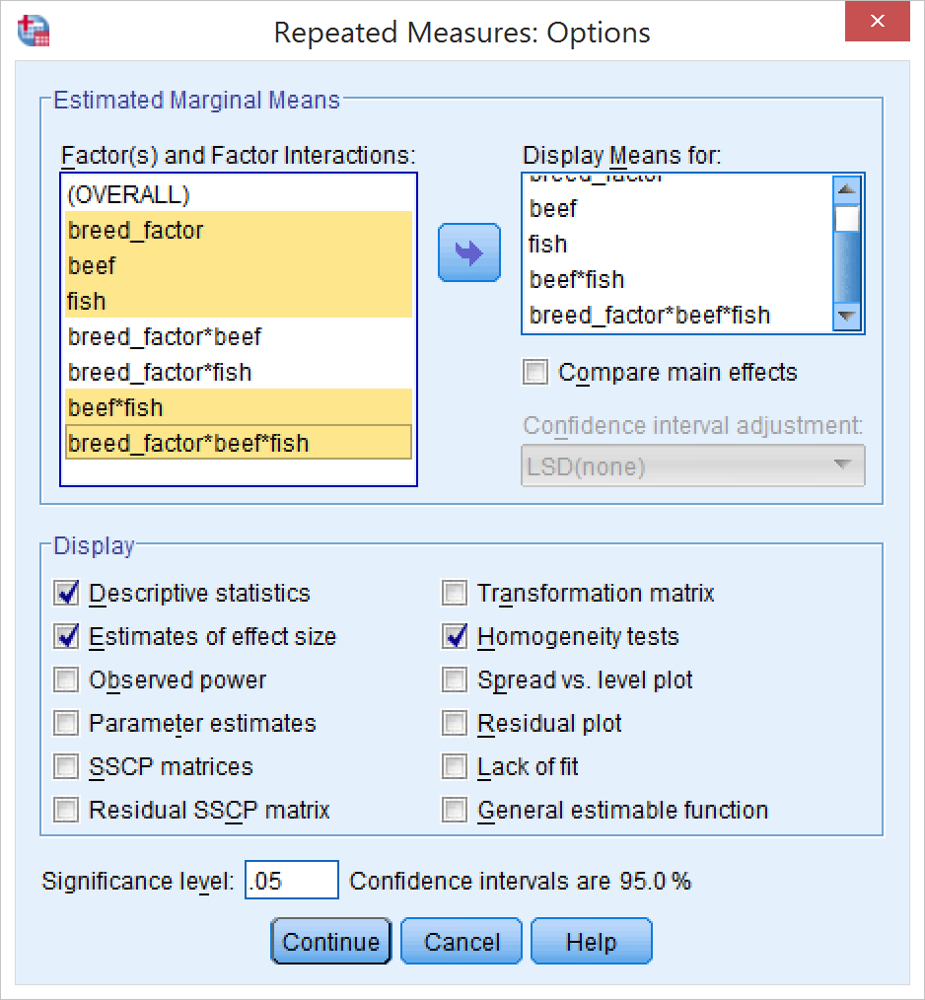 Repeated Measures: Options
Estimated Marginal Means
Factor(s) and Factor Interactions:
(OVERALL)
breed_factor
beef
fish
breed_factor*beef
breed_factor*fish
beef*fish
breed_factor*beef*fish
Display Means for:
breed_factor
beef
fish
beef*fish
breed_factor*beef*fish
Compare main effects
Confidence interval adjustment:
LSD(none)
Display
Descriptive statistics
Estimates of effect size
Observed power
Parameter estimates
SSCP matrices
Residual SSCP matrix
Transformation matrix
Homogeneity tests
Spread vs. level plot
Residual plot
Lack of fit
General estimable function
Significance level: .05 Confidence intervals are 95.0 %
Continue Cancel Help